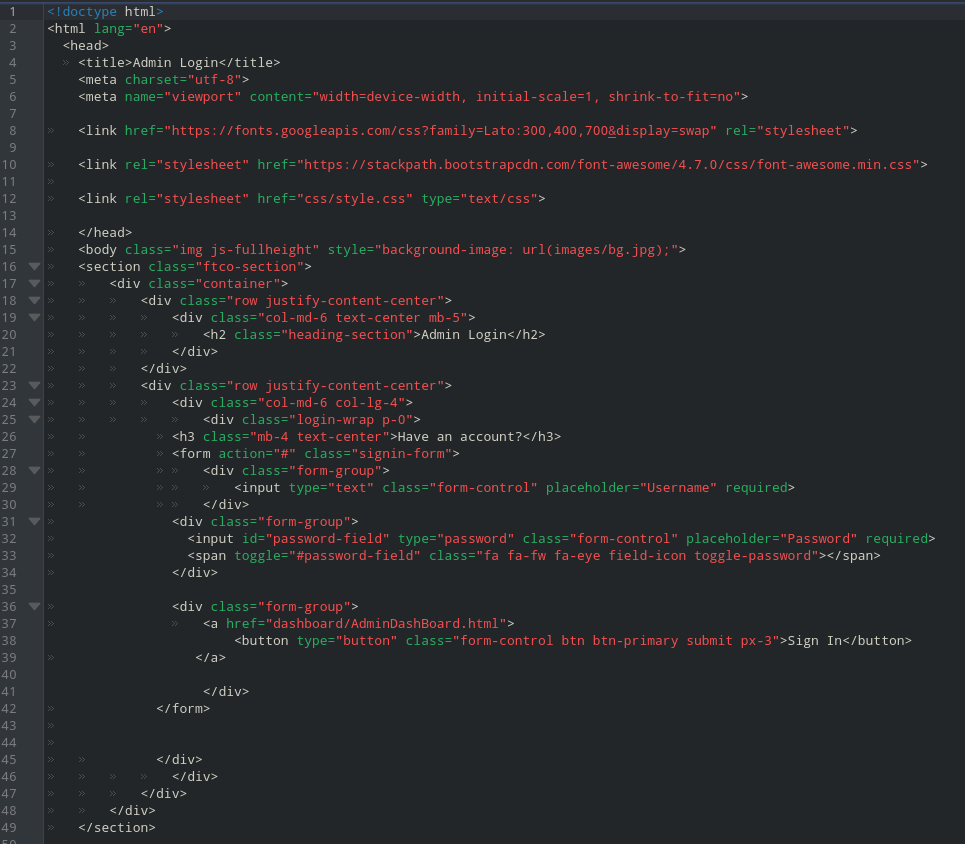 1 <!doctype html>
2 <html lang="en">
3 <head>
4 » <title>Admin Login</title>
5 <meta charset="utf-8">
6 <meta name="viewport" content="width=device-width, initial-scale=1, shrink-to-fit=no">
7
8 » <link href="https://fonts.googleapis.com/css?family=Lato:300,400,700&display=swap" rel="stylesheet">
9
10 » <link rel="stylesheet" href="https://stackpath.bootstrapcdn.com/font-awesome/4.7.0/css/font-awesome.min.css">
11 »
12 » <link rel="stylesheet" href="css/style.css" type="text/css">
13
14 » </head>
15 » <body class="img js-fullheight" style="background-image: url(images/bg.jpg);">
16 » <section class="ftco-section">
17 » » <div class="container">
18 » » » <div class="row justify-content-center">
19 » » » » <div class="col-md-6 text-center mb-5">
20 » » » » » <h2 class="heading-section">Admin Login</h2>
21 » » » » </div>
22 » » » </div>
23 » » » <div class="row justify-content-center">
24 » » » » <div class="col-md-6 col-lg-4">
25 » » » » » <div class="login-wrap p-0">
26 » » » <h3 class="mb-4 text-center">Have an account?</h3>
27 » » » » <form action="#" class="signin-form">
28 » » » » <div class="form-group">
29 » » » » » <input type="text" class="form-control" placeholder="Username" required>
30 » » » » </div>
31 » <div class="form-group">
32 » <input id="password-field" type="password" class="form-control" placeholder="Password" required>
33 » <span toggle="#password-field" class="fa fa-fw fa-eye field-icon toggle-password"></span>
34 » </div>
35
36 » <div class="form-group">
37 » » <a href="dashboard/AdminDashBoard.html">
38 <button type="button" class="form-control btn btn-primary submit px-3">Sign In</button>
39 » </a>
40
41 </div>
42 » </form>
43 »
44 »
45 » » </div>
46 » » » » </div>
47 » » » </div>
48 » » </div>
49 » </section>